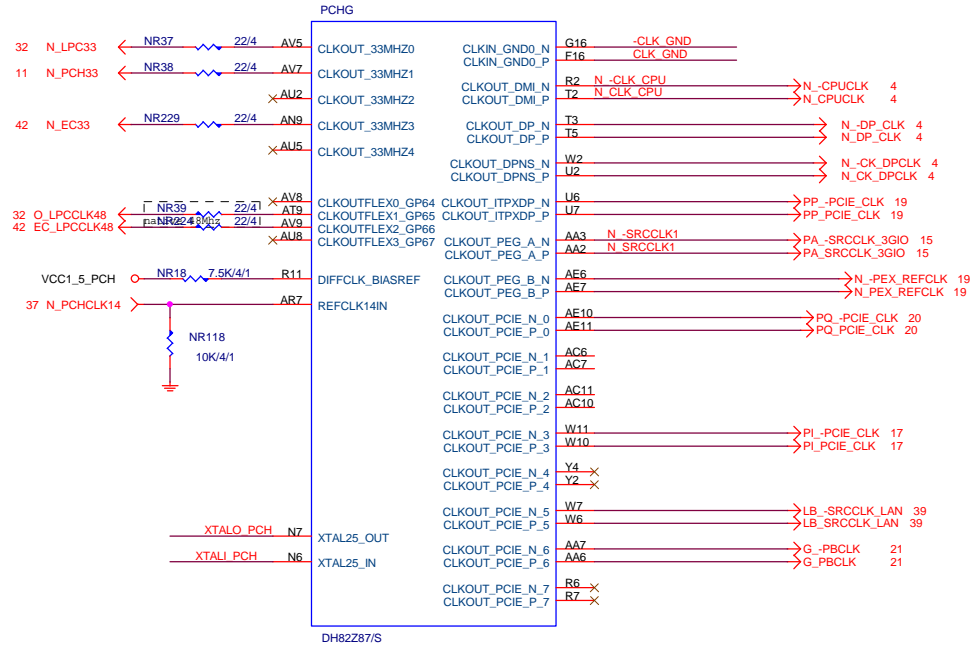 PCHG
32 N_LPC33 NR37 22/4 AV5 CLKOUT_33MHZ0
11 N_PCH33 NR38 22/4 AV7 CLKOUT_33MHZ1
AU2 CLKOUT_33MHZ2
42 N_EC33 NR229 22/4 AN9 CLKOUT_33MHZ3
AU5 CLKOUT_33MHZ4
AV8 CLKOUTFLEX0_GP64
32 O_LPCCLK48 NR39 22/4 AT9 CLKOUTFLEX1_GP65
42 EC_LPCCLK48 NR224 22/4 AV9 CLKOUTFLEX2_GP66
AU8 CLKOUTFLEX3_GP67
VCC1_5_PCH NR18 7.5K/4/1 R11 DIFFCLK_BIASREF
37 N_PCHCLK14 AR7 REFCLK14IN
NR118
10K/4/1
XTALO_PCH N7 XTAL25_OUT
XTALI_PCH N6 XTAL25_IN
CLKIN_GND0_N G16 -CLK_GND
CLKIN_GND0_P F16 CLK_GND
CLKOUT_DMI_N R2 N_-CLK_CPU N_-CPUCLK 4
CLKOUT_DMI_P T2 N_CLK_CPU N_CPUCLK 4
CLKOUT_DP_N T3 N_-DP_CLK 4
CLKOUT_DP_P T5 N_DP_CLK 4
CLKOUT_DPNS_N W2 N_-CK_DPCLK 4
CLKOUT_DPNS_P U2 N_CK_DPCLK 4
CLKOUT_ITPXDP_N U6 PP_-PCIE_CLK 19
CLKOUT_ITPXDP_P U7 PP_PCIE_CLK 19
CLKOUT_PEG_A_N AA3 N_-SRCCLK1 PA_-SRCCLK_3GIO 15
CLKOUT_PEG_A_P AA2 N_SRCCLK1 PA_SRCCLK_3GIO 15
CLKOUT_PEG_B_N AE6 N_-PEX_REFCLK 19
CLKOUT_PEG_B_P AE7 N_PEX_REFCLK 19
CLKOUT_PCIE_N_0 AE10 PQ_-PCIE_CLK 20
CLKOUT_PCIE_P_0 AE11 PQ_PCIE_CLK 20
CLKOUT_PCIE_N_1 AC6
CLKOUT_PCIE_P_1 AC7
CLKOUT_PCIE_N_2 AC11
CLKOUT_PCIE_P_2 AC10
CLKOUT_PCIE_N_3 W11 PI_-PCIE_CLK 17
CLKOUT_PCIE_P_3 W10 PI_PCIE_CLK 17
CLKOUT_PCIE_N_4 Y4
CLKOUT_PCIE_P_4 Y2
CLKOUT_PCIE_N_5 W7 LB_-SRCCLK_LAN 39
CLKOUT_PCIE_P_5 W6 LB_SRCCLK_LAN 39
CLKOUT_PCIE_N_6 AA7 G_-PBCLK 21
CLKOUT_PCIE_P_6 AA6 G_PBCLK 21
CLKOUT_PCIE_N_7 R6
CLKOUT_PCIE_P_7 R7
DH82Z87/S